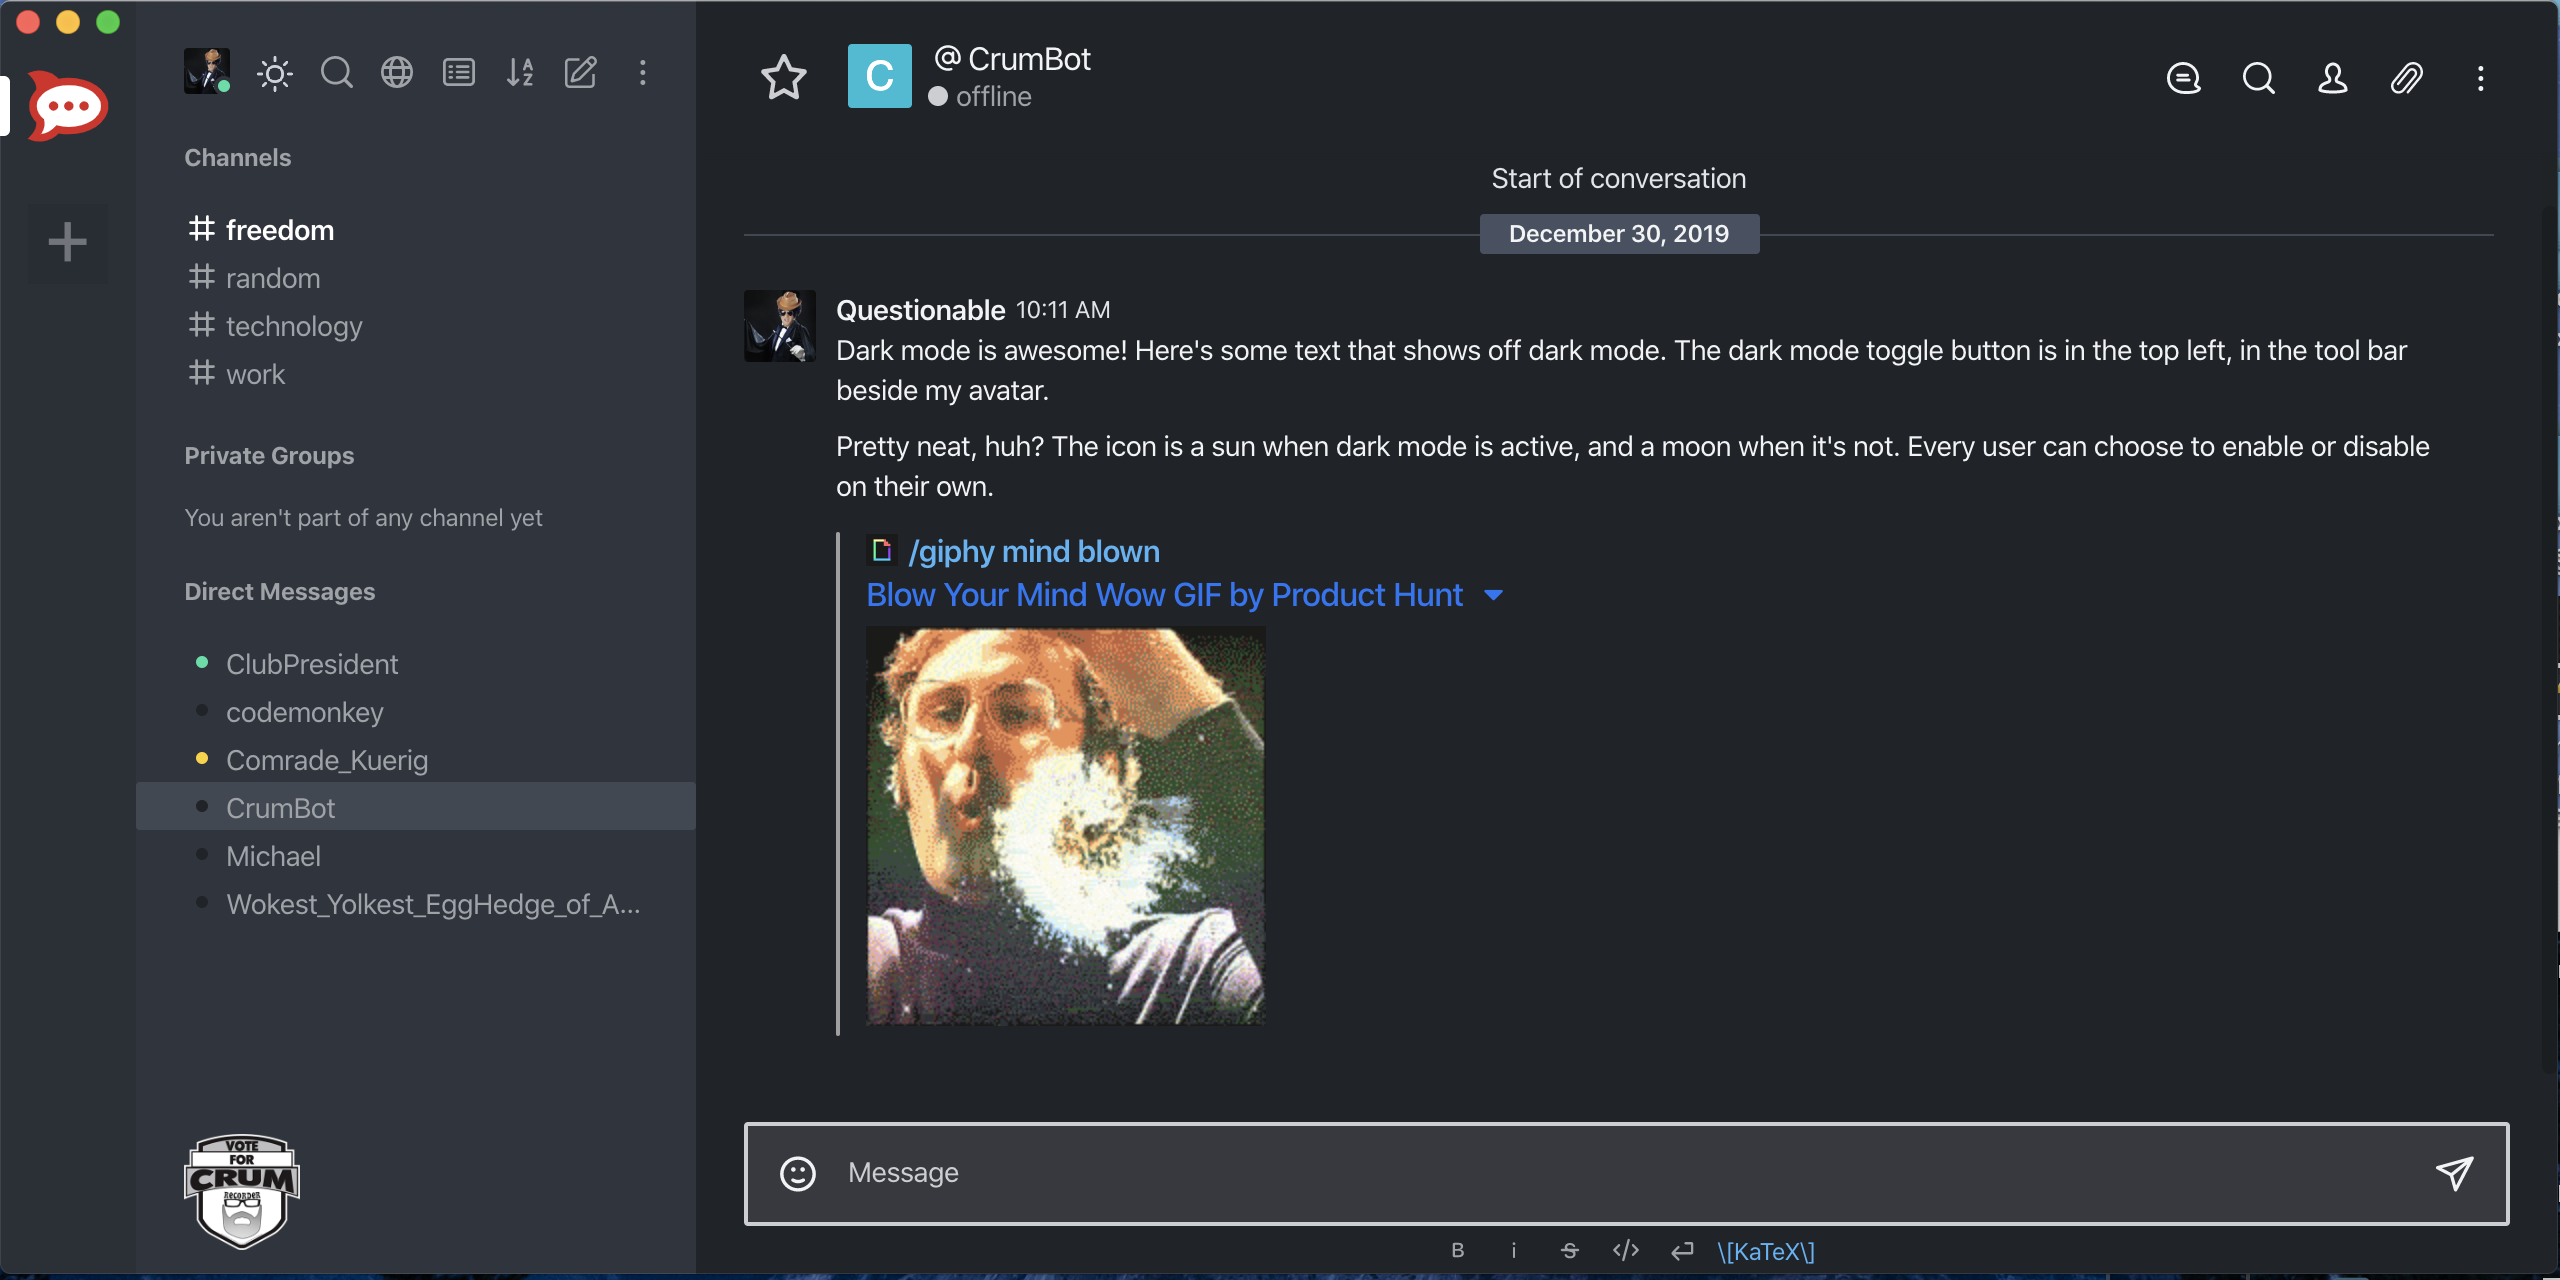 Channels
freedom
random
technology
work
Private Groups
You aren't part of any channel yet
Direct Messages
ClubPresident
codemonkey
Comrade_Kuerig
CrumBot
Michael
Wokest_Yolkest_EggHedge_of_A...
VOTE
FOR
CRUM
RECORDER
C
@ CrumBot
offline
Start of conversation
December 30, 2019
Questionable 10:11 AM
Dark mode is awesome! Here's some text that shows off dark mode. The dark mode toggle button is in the top left, in the tool bar
beside my avatar.
Pretty neat, huh? The icon is a sun when dark mode is active, and a moon when it's not. Every user can choose to enable or disable
on their own.
/giphy mind blown
Blow Your Mind Wow GIF by Product Hunt
Message
B i S </> \[KaTeX\]